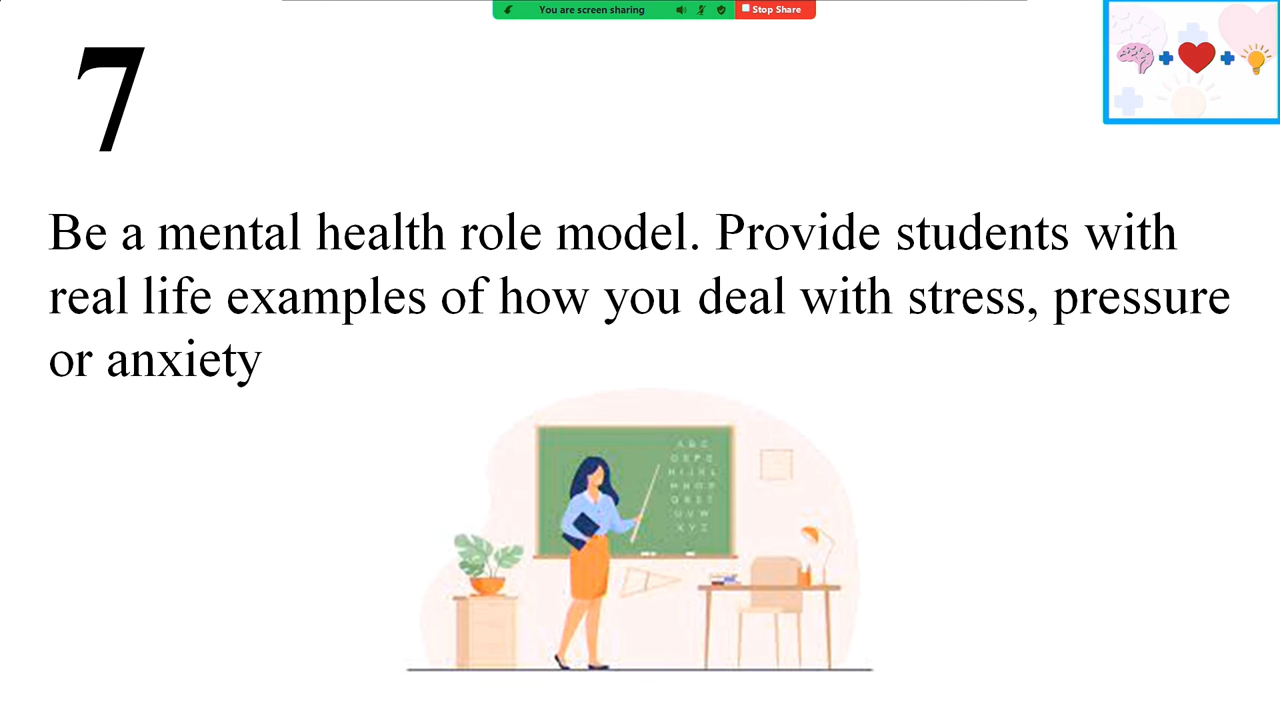 You are screen sharing Stop Share
7
Be a mental health role model. Provide students with
real life examples of how you deal with stress, pressure
or anxiety
A B C